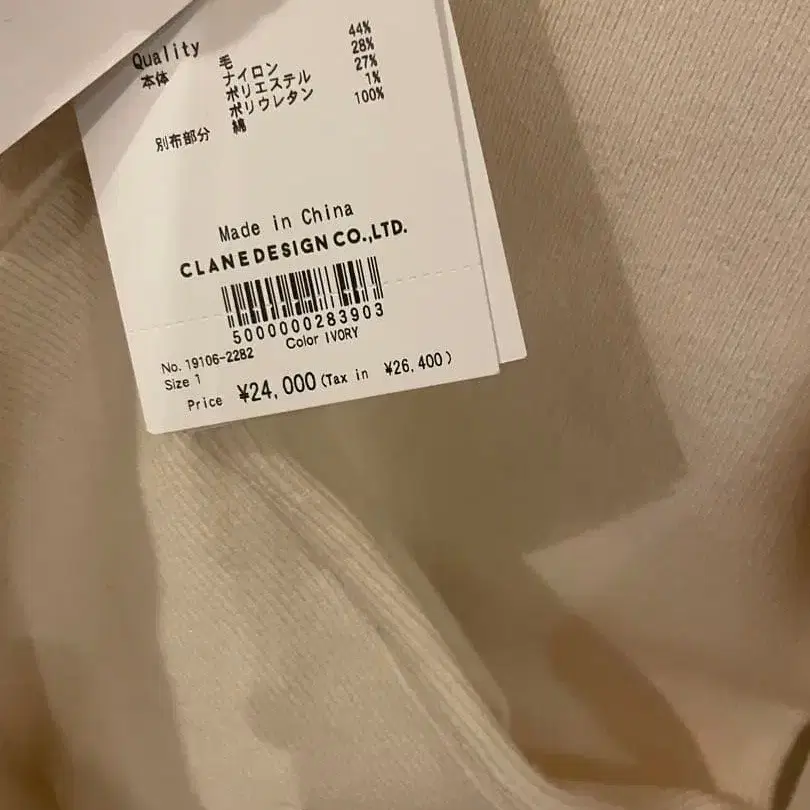 Quality
本体 毛 44%
ナイロン 28%
ポリエステル 27%
ポリウレタン 1%
別布部分 綿 100%
Made in China
CLANEDESIGN CO.,LTD.
5000000283903
Color IVORY
No. 19106-2282
Size 1
Price ¥24,000(Tax in ¥26,400)